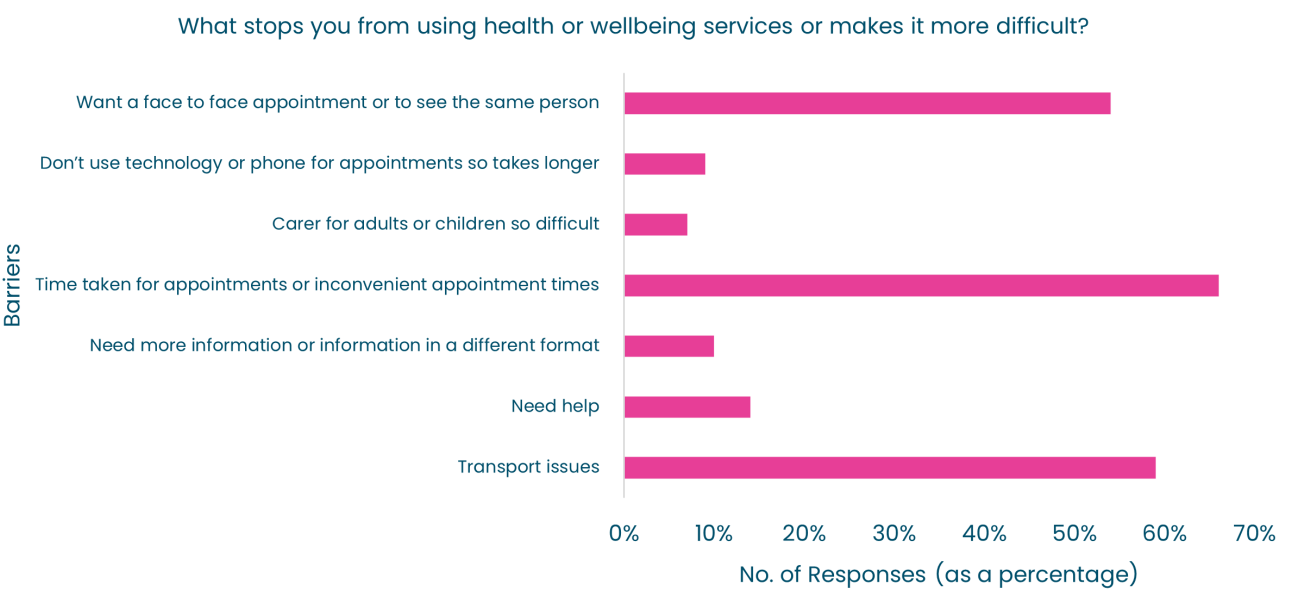 What stops you from using health or wellbeing services or makes it more difficult?
Want a face to face appointment or to see the same person
Don’t use technology or phone for appointments so takes longer
Carer for adults or children so difficult
Barriers
Time taken for appointments or inconvenient appointment times
Need more information or information in a different format
Need help
Transport issues
0% 10% 20% 30% 40% 50% 60% 70%
No. of Responses (as a percentage)